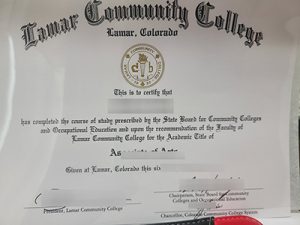 Lamar Community College
Lamar, Colorado
This is to certify that
has completed the course of study prescribed by the State Board for Community Colleges
and Occupational Education and upon the recommendation of the Faculty of
Lamar Community College for the Academic Title of
Given at Lamar, Colorado this six
President, Lamar Community College
Chairperson, State Board for Community
Colleges and Occupational Education
Chancellor, Colorado Community College System